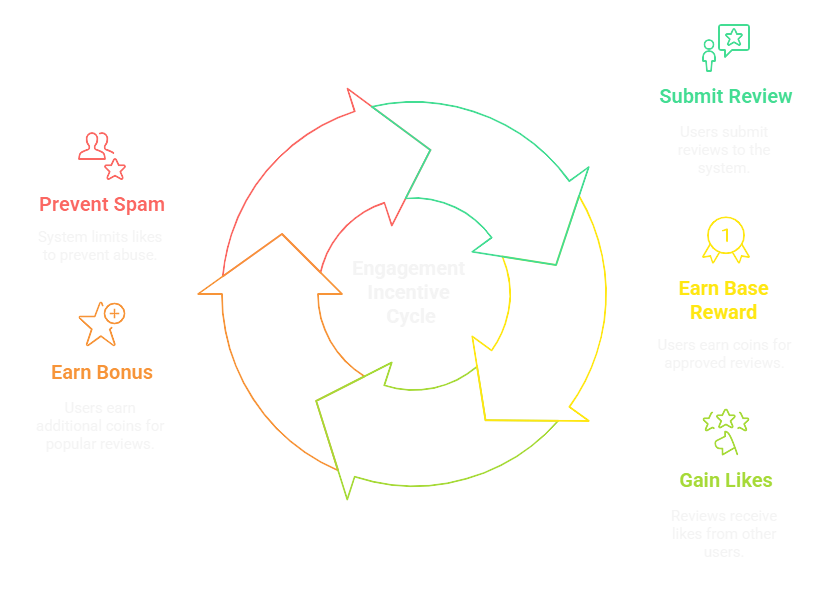 Submit Review
Users submit
reviews to the
system.
1
Earn Base
Reward
Users earn coins for
approved reviews.
Gain Likes
Reviews receive
likes from other
users.
Earn Bonus
Users earn
additional coins for
popular reviews.
Prevent Spam
System limits likes
to prevent abuse.
Engagement
Incentive
Cycle